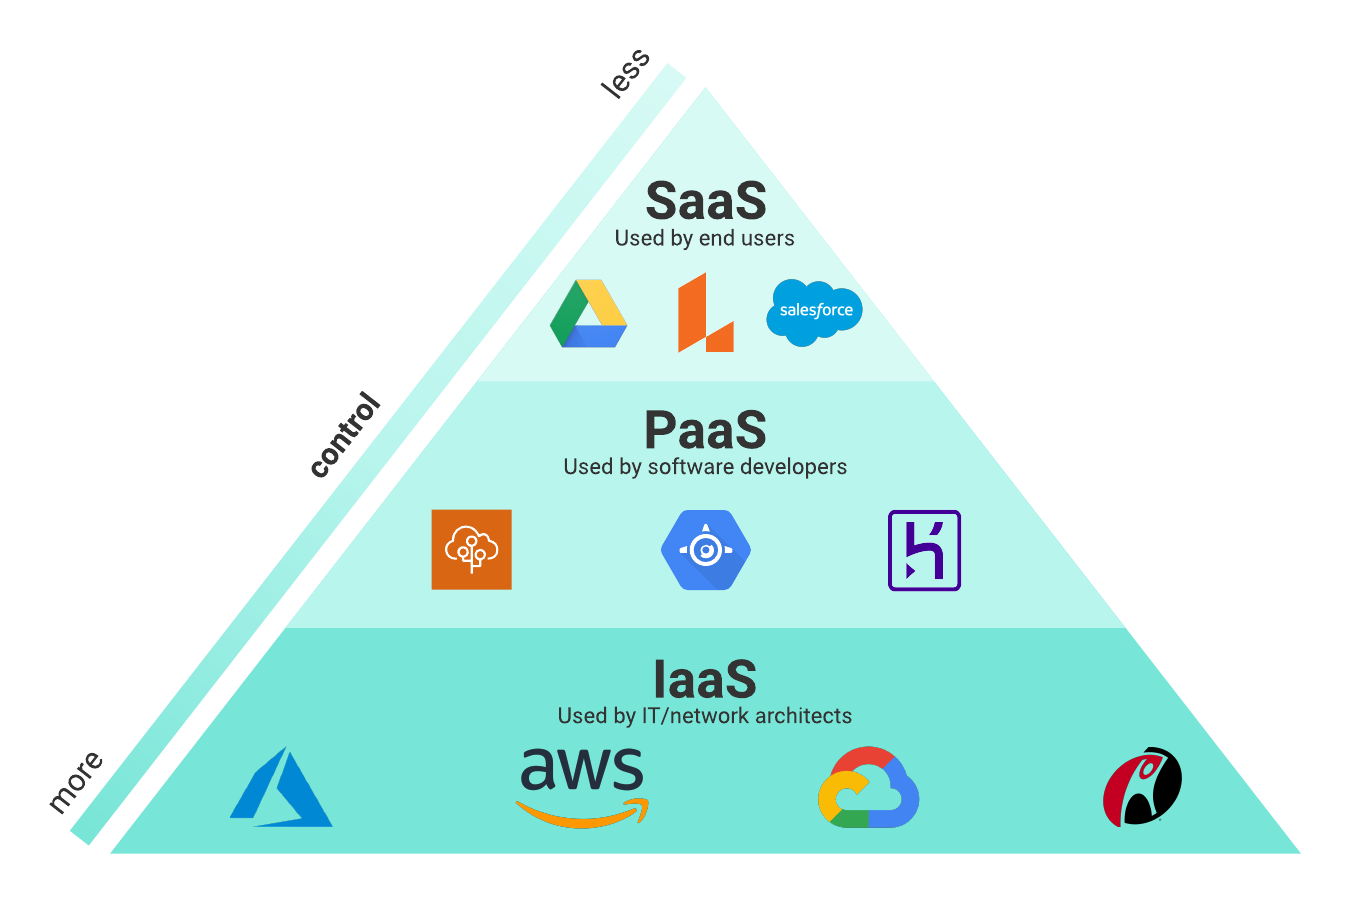 less
SaaS
Used by end users
salesforce
control
PaaS
Used by software developers
IaaS
Used by IT/network architects
more
aws